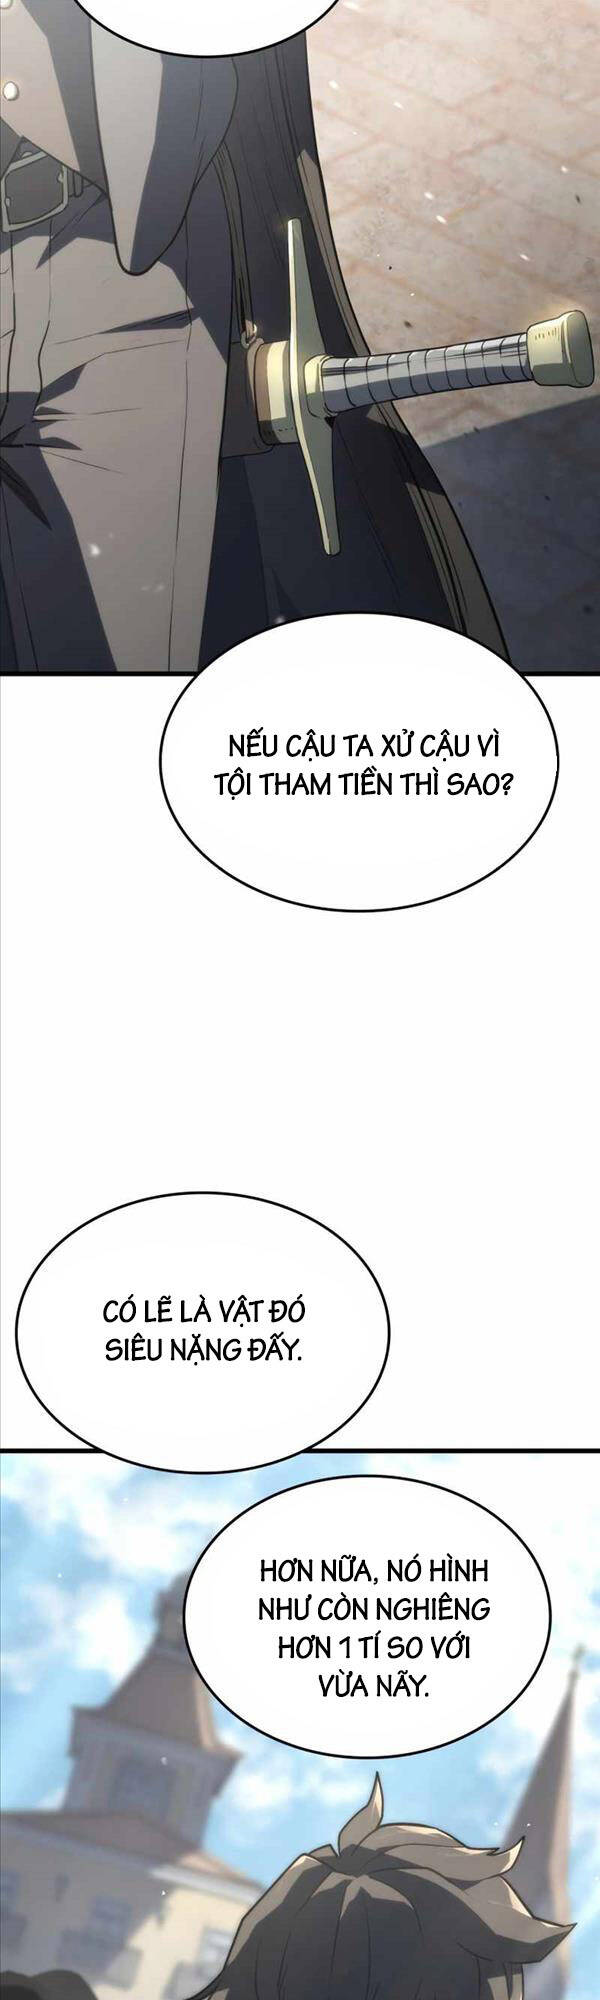 NẾU CẬU TA XỬ CẬU VÌ
TỘI THAM TIỀN THÌ SAO?
CÓ LẼ LÀ VẬT ĐÓ
SIÊU NẶNG ĐẤY.
HƠN NỮA, NÓ HÌNH
NHƯ CÒN NGHIÊNG
HƠN 1 TÍ SO VỚI
VỪA NÃY.